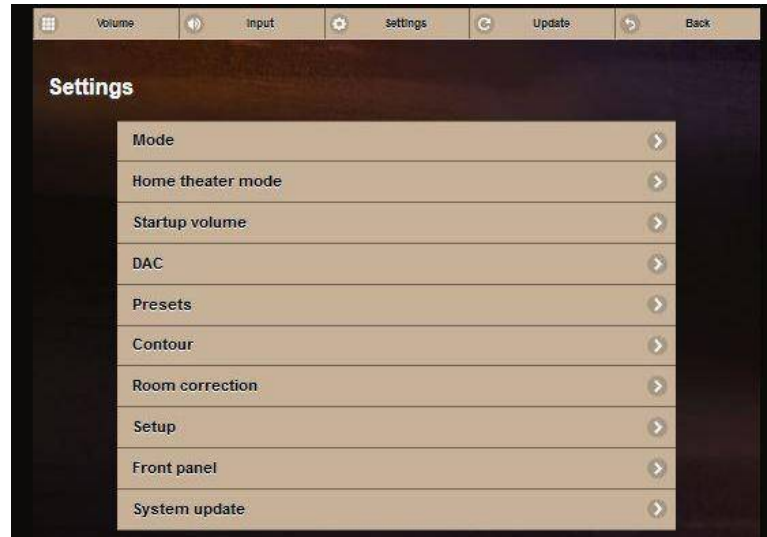 Volume Input Settings Update Back
Settings
Mode
Home theater mode
Startup volume
DAC
Presets
Contour
Room correction
Setup
Front panel
System update